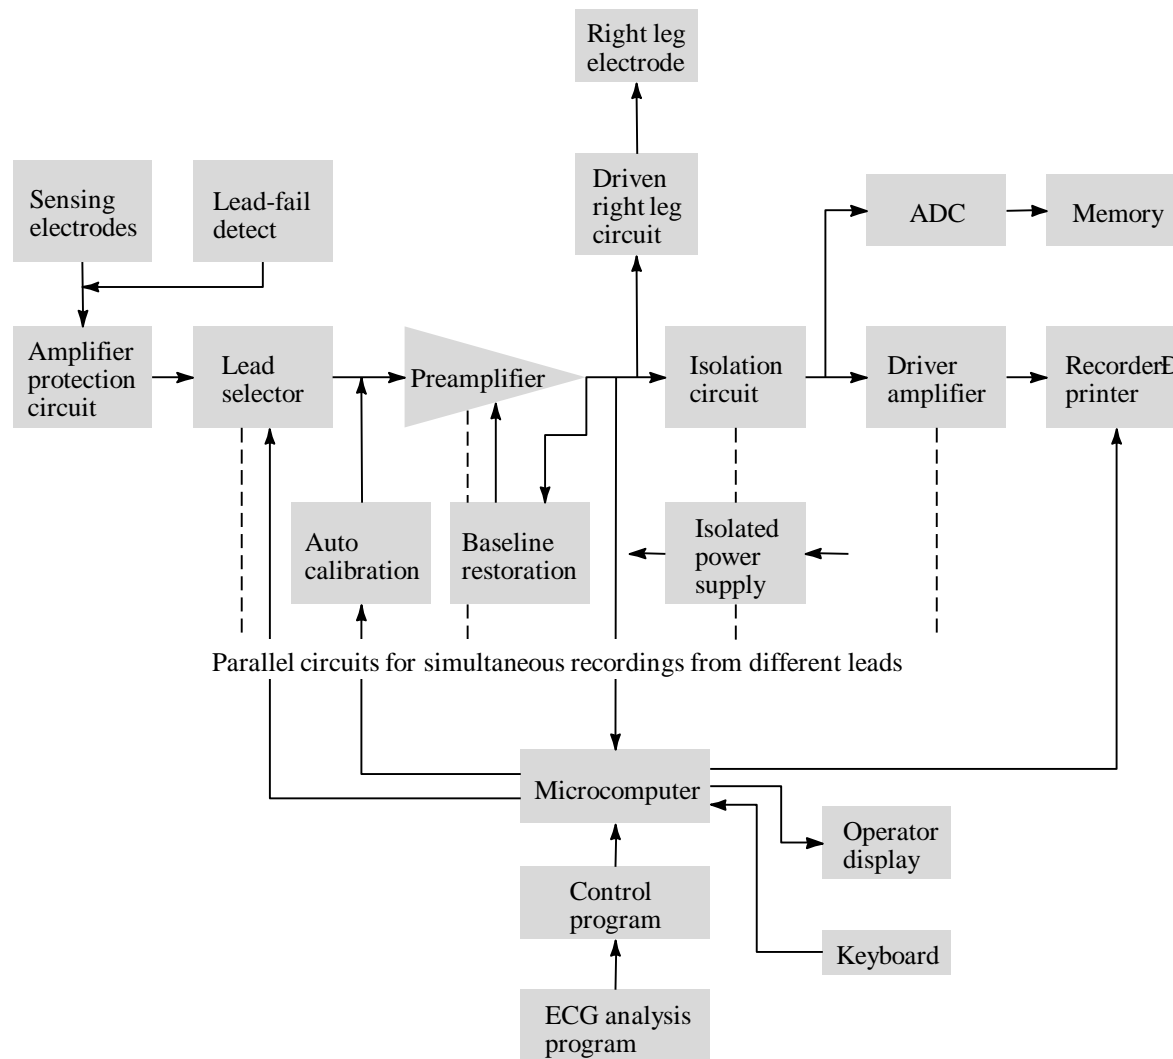 Right leg
electrode
Sensing
electrodes
Lead-fail
detect
Driven
right leg
circuit
ADC
Memory
Amplifier
protection
circuit
Lead
selector
Preamplifier
Isolation
circuit
Driver
amplifier
Recorder
printer
Auto
calibration
Baseline
restoration
Isolated
power
supply
Parallel circuits for simultaneous recordings from different leads
Microcomputer
Operator
display
Control
program
Keyboard
ECG analysis
program